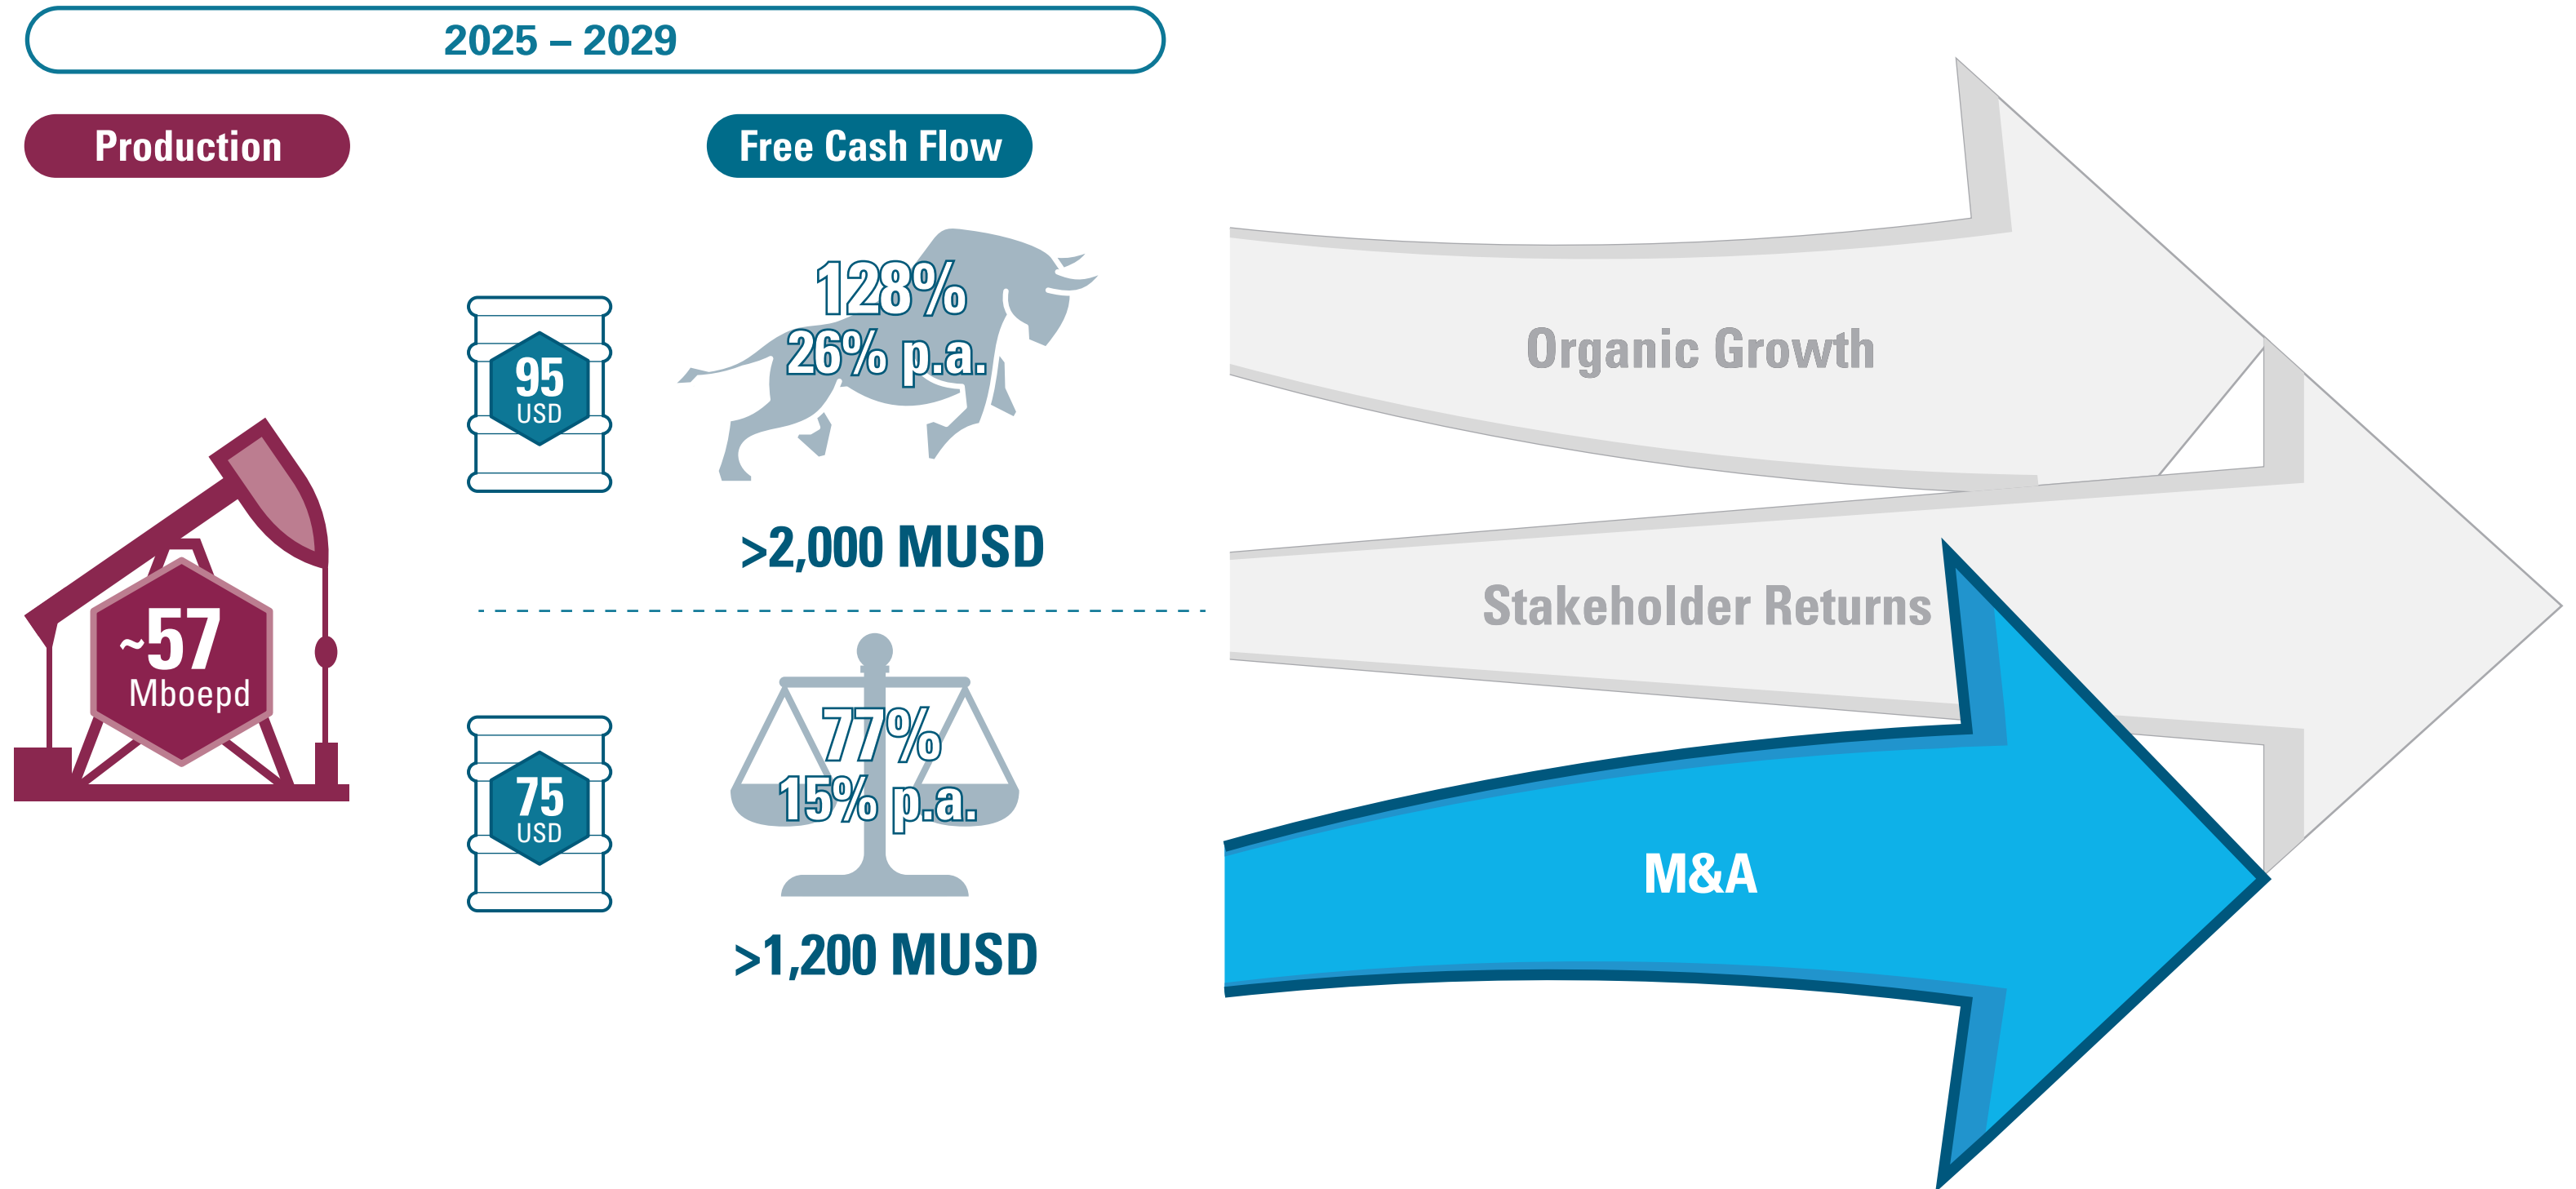 2025 – 2029
Production
Free Cash Flow
128%
26% p.a.
95
USD
>2,000 MUSD
~57
Mboepd
77%
15% p.a.
75
USD
>1,200 MUSD
Organic Growth
Stakeholder Returns
M&A